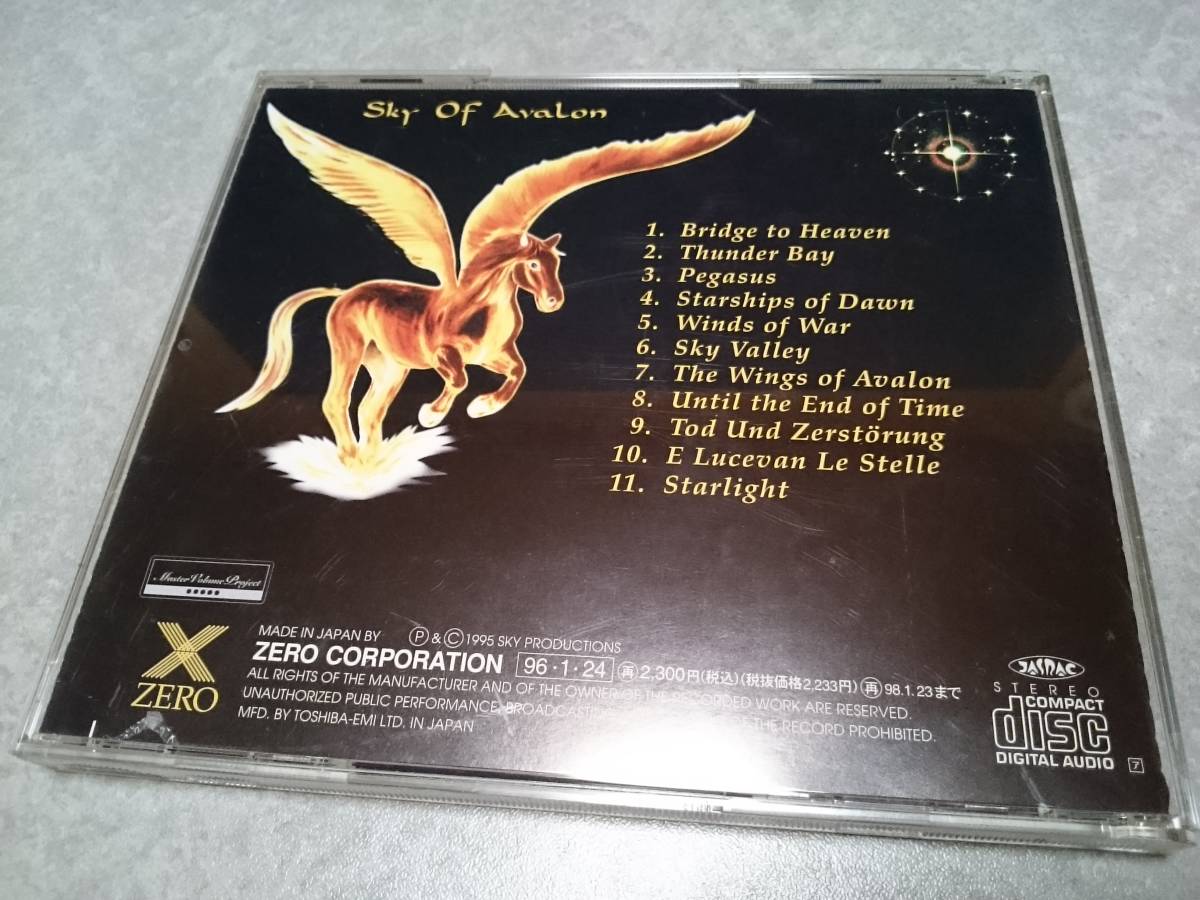 Sky Of Avalon
1. Bridge to Heaven
2. Thunder Bay
3. Pegasus
4. Starships of Dawn
5. Winds of War
6. Sky Valley
7. The Wings of Avalon
8. Until the End of Time
9. Tod Und Zerstörung
10. E Lucevan Le Stelle
11. Starlight
Master Volume Project
X
ZERO
MADE IN JAPAN BY Ⓟ & © 1995 SKY PRODUCTIONS
ZERO CORPORATION 96・1・24 再 2,300円(税込)(税抜価格2,233円) 再 98.1.23まで
ALL RIGHTS OF THE MANUFACTURER AND OF THE OWNER OF THE RECORDED WORK ARE RESERVED.
UNAUTHORIZED PUBLIC PERFORMANCE, BROADCASTING THE RECORD PROHIBITED.
MFD. BY TOSHIBA-EMI LTD. IN JAPAN
JASRAC
STEREO
COMPACT
disc
DIGITAL AUDIO
7